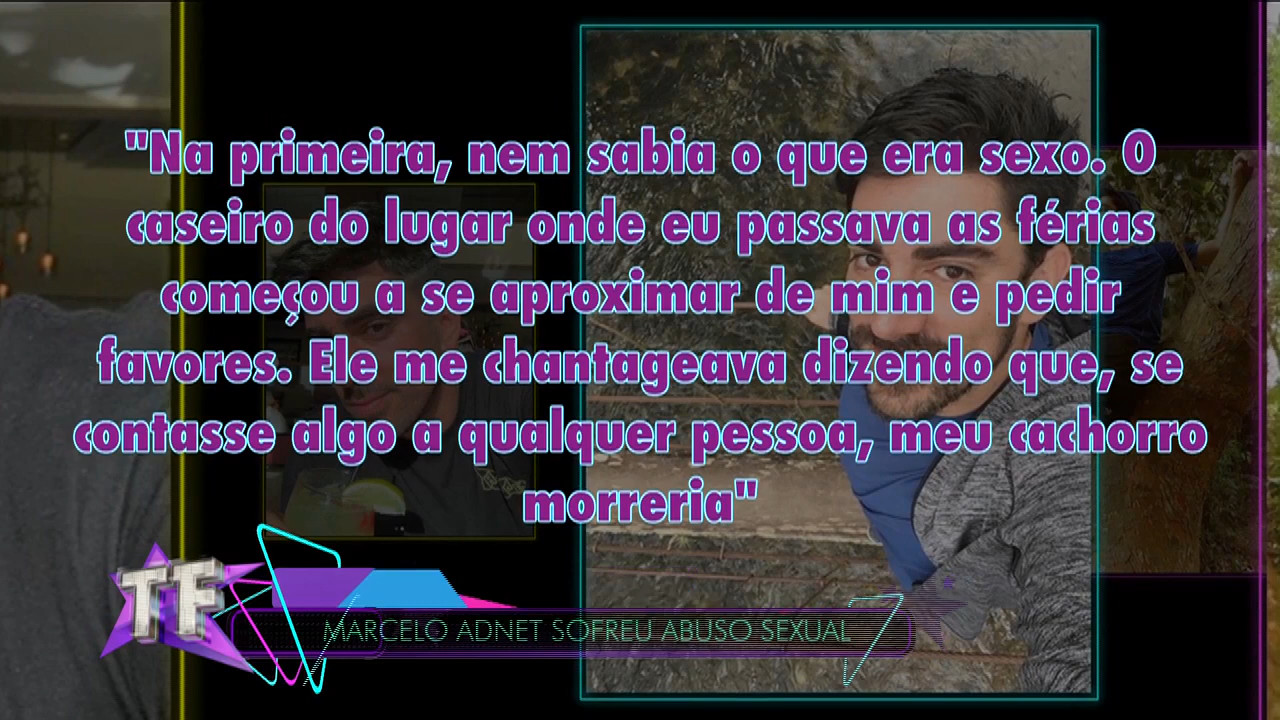 "Na primeira, nem sabia o que era sexo. O
caseiro do lugar onde eu passava as férias
começou a se aproximar de mim e pedir
favores. Ele me chantageava dizendo que, se
contasse algo a qualquer pessoa, meu cachorro
morreria"
TF
MARCELO ADNET SOFREU ABUSO SEXUAL